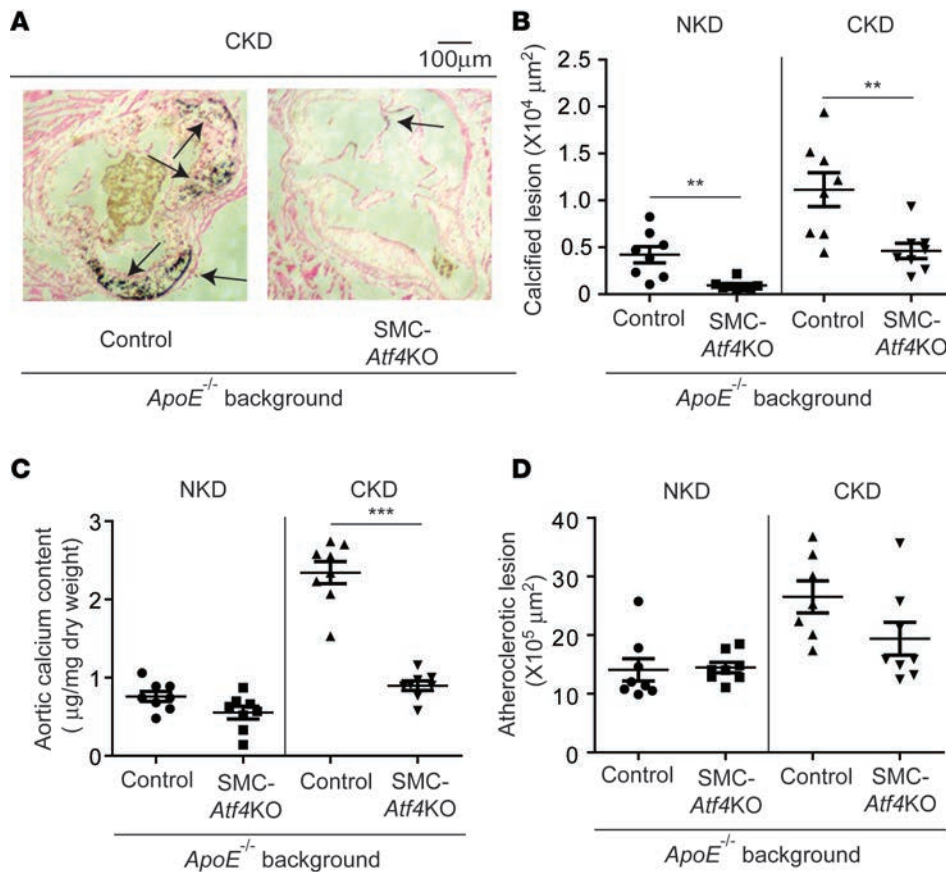 A
CKD
100μm
Control
SMC-
Atf4KO
ApoE-/- background
B
NKD
CKD
Calcified lesion (X10⁴ μm²)
2.5
2.0
1.5
1.0
0.5
0
**
**
Control
SMC-
Atf4KO
Control
SMC-
Atf4KO
ApoE-/- background
C
NKD
CKD
Aortic calcium content
( μg/mg dry weight)
3
2
1
0
***
Control
SMC-
Atf4KO
Control
SMC-
Atf4KO
ApoE-/- background
D
NKD
CKD
Atheroclerotic lesion
(X10⁵ μm²)
40
30
20
10
0
Control
SMC-
Atf4KO
Control
SMC-
Atf4KO
ApoE-/- background